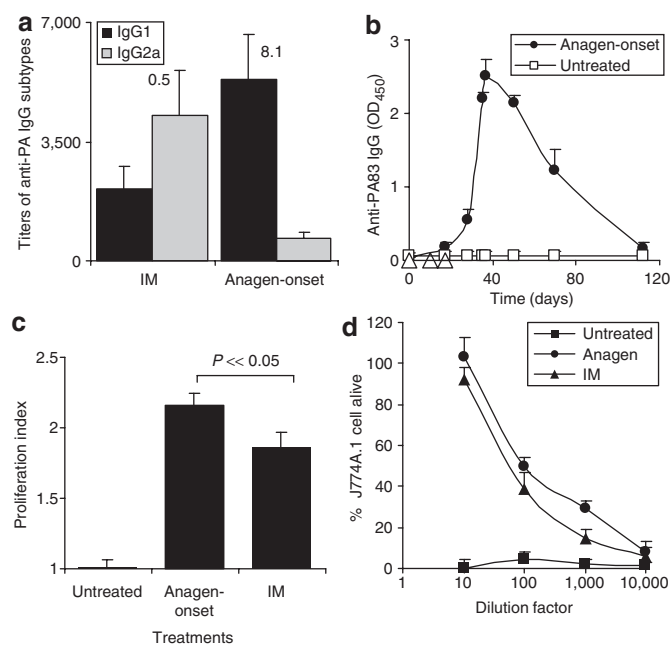 a
7,000
3,500
0
Titers of anti-PA IgG subtypes
IgG1
IgG2a
0.5
8.1
IM
Anagen-onset
b
3
2
1
0
Anti-PA83 IgG (OD450)
Anagen-onset
Untreated
0
40
80
120
Time (days)
c
2.5
2
1.5
1
Proliferation index
P << 0.05
Untreated
Anagen-
onset
IM
Treatments
d
120
100
80
60
40
20
0
% J774A.1 cell alive
Untreated
Anagen
IM
1
10
100
1,000
10,000
Dilution factor